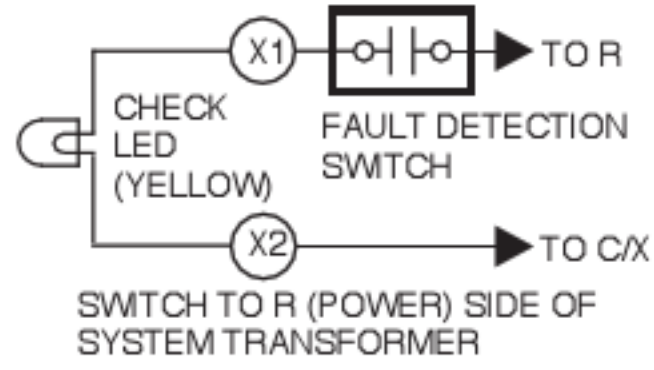 X1
TO R
CHECK
LED
(YELLOW)
FAULT DETECTION
SWITCH
X2
TO C/X
SWITCH TO R (POWER) SIDE OF
SYSTEM TRANSFORMER